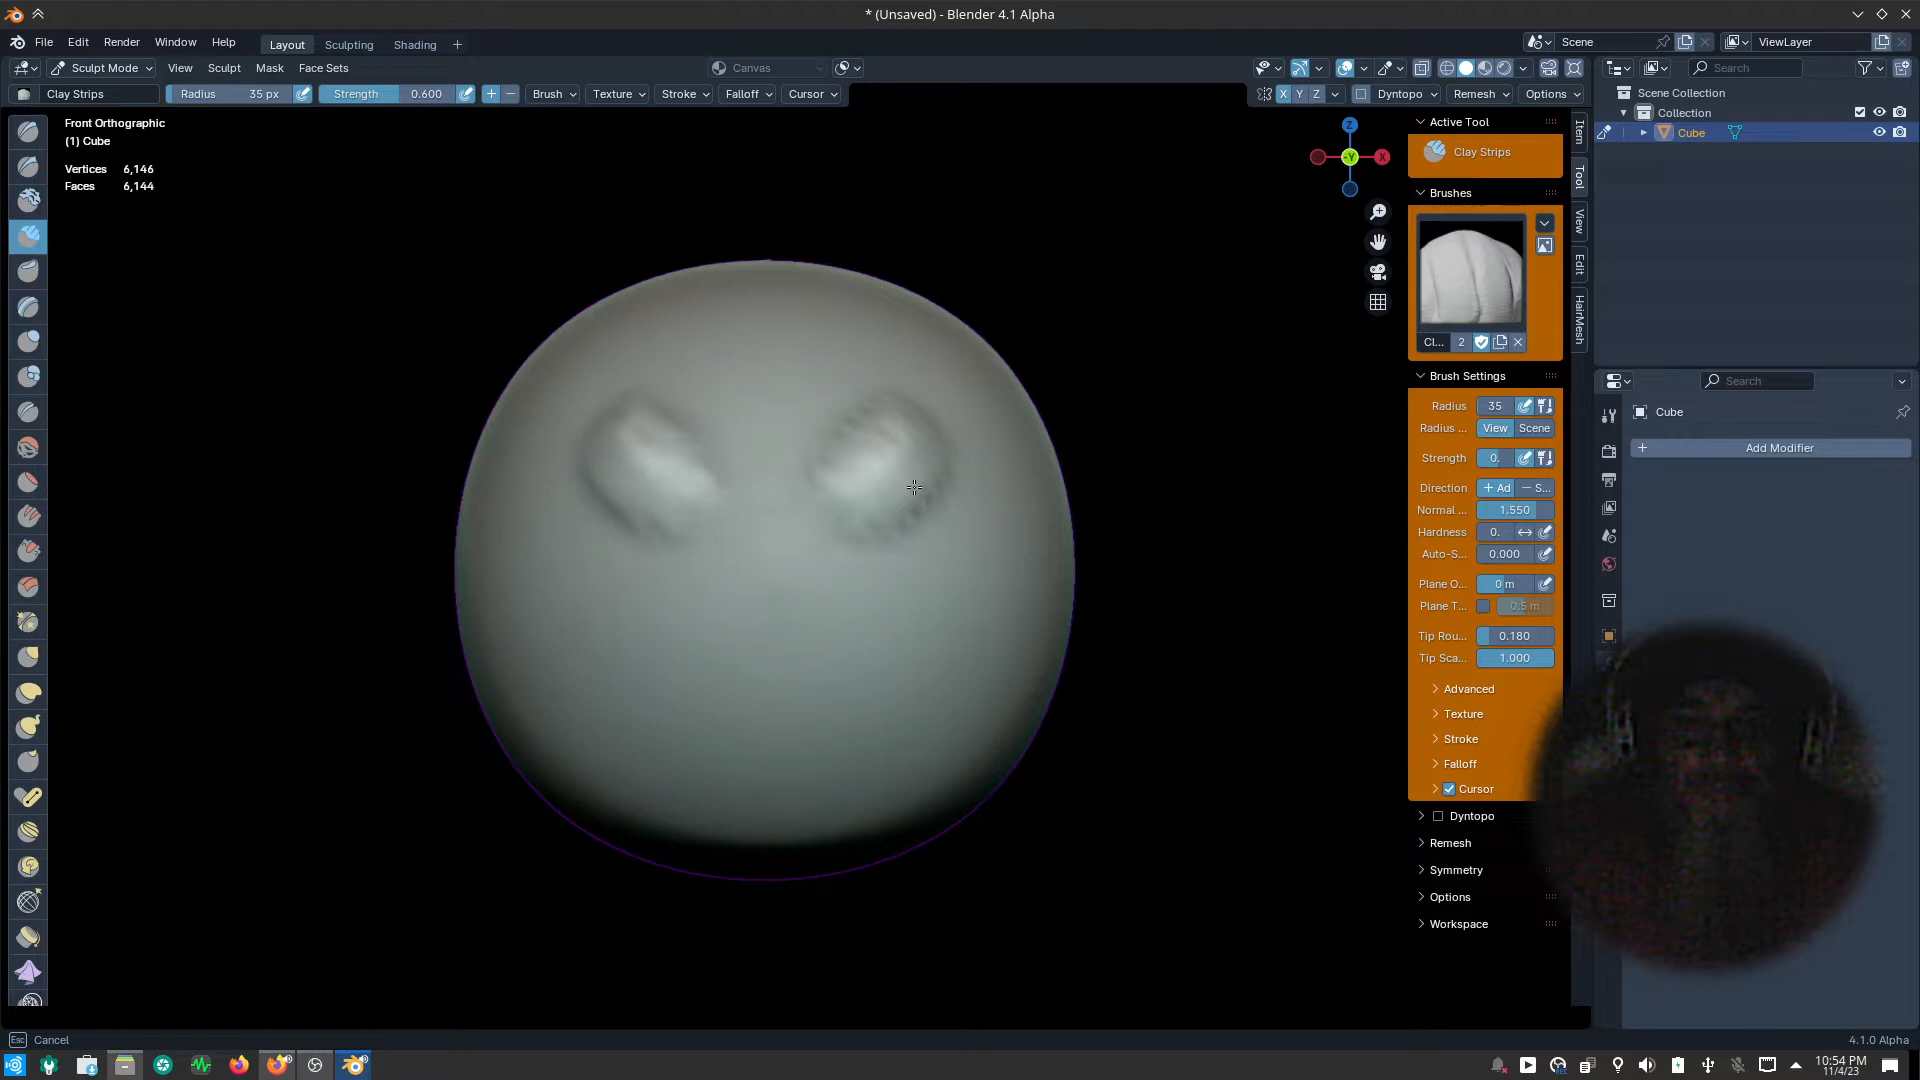 * (Unsaved) - Blender 4.1 Alpha
File Edit Render Window Help Layout Sculpting Shading + Scene ViewLayer
Sculpt Mode View Sculpt Mask Face Sets Canvas Search
Clay Strips Radius 35 px Strength 0.600 Brush Texture Stroke Falloff Cursor X Y Z Dyntopo Remesh Options
Scene Collection
Collection
Cube
Front Orthographic
(1) Cube
Vertices 6,146
Faces 6,144
Z
Y
X
Active Tool
Clay Strips
Brushes
Cl... 2
Brush Settings
Radius 35
Radius ... View Scene
Strength 0.
Direction + Ad — S...
Normal ... 1.550
Hardness 0.
Auto-S... 0.000
Plane O... 0 m
Plane T... 0.5 m
Tip Rou... 0.180
Tip Sca... 1.000
Advanced
Texture
Stroke
Falloff
Cursor
Dyntopo
Remesh
Symmetry
Options
Workspace
Item
Tool
View
Edit
HairMesh
Search
Cube
+ Add Modifier
Esc Cancel
4.1.0 Alpha
10:54 PM
11/4/23